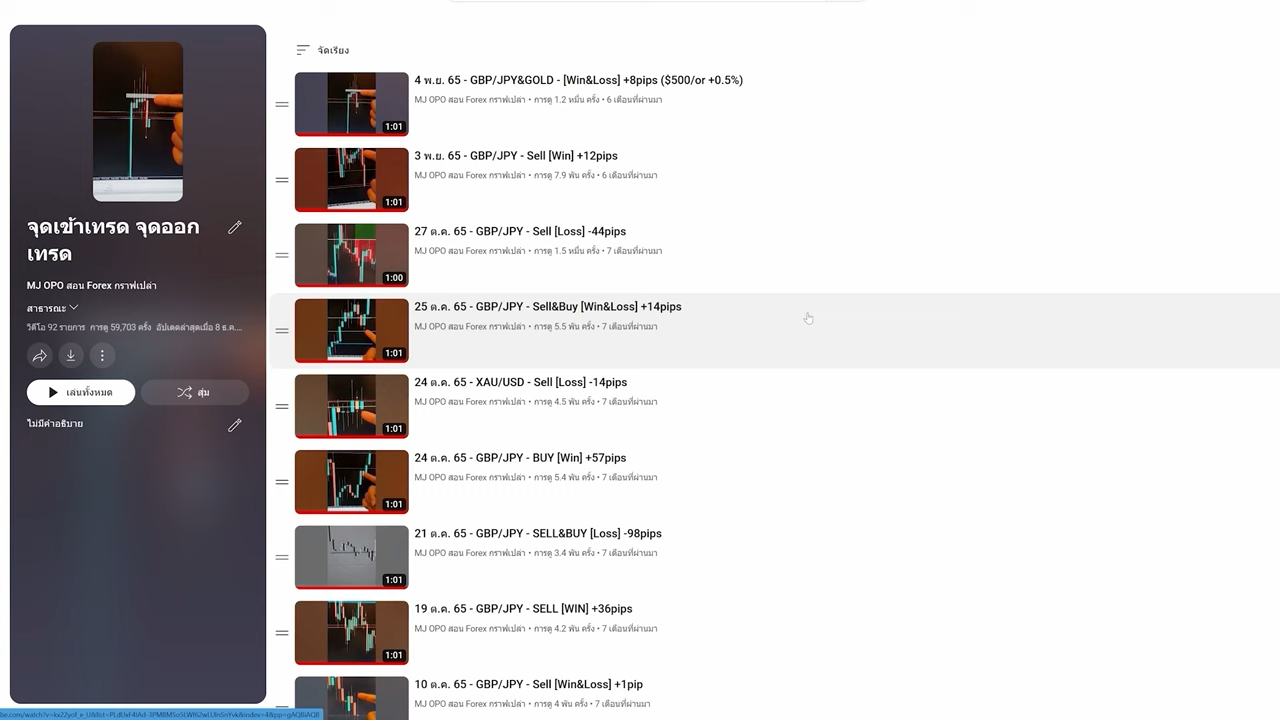 จุดเข้าเทรด จุดออก
เทรด
MJ OPO สอน Forex กราฟเปล่า
สาธารณะ
วิดีโอ 92 รายการ การดู 59,703 ครั้ง อัปเดตล่าสุดเมื่อ 8 ธ.ค....
เล่นทั้งหมด
สุ่ม
ไม่มีคำอธิบาย
จัดเรียง
4 พ.ย. 65 - GBP/JPY&GOLD - [Win&Loss] +8pips ($500/or +0.5%)
MJ OPO สอน Forex กราฟเปล่า • การดู 1.2 หมื่น ครั้ง • 6 เดือนที่ผ่านมา
1:01
3 พ.ย. 65 - GBP/JPY - Sell [Win] +12pips
MJ OPO สอน Forex กราฟเปล่า • การดู 7.9 พัน ครั้ง • 6 เดือนที่ผ่านมา
1:01
27 ต.ค. 65 - GBP/JPY - Sell [Loss] -44pips
MJ OPO สอน Forex กราฟเปล่า • การดู 1.5 หมื่น ครั้ง • 7 เดือนที่ผ่านมา
1:00
25 ต.ค. 65 - GBP/JPY - Sell&Buy [Win&Loss] +14pips
MJ OPO สอน Forex กราฟเปล่า • การดู 5.5 พัน ครั้ง • 7 เดือนที่ผ่านมา
1:01
24 ต.ค. 65 - XAU/USD - Sell [Loss] -14pips
MJ OPO สอน Forex กราฟเปล่า • การดู 4.5 พัน ครั้ง • 7 เดือนที่ผ่านมา
1:01
24 ต.ค. 65 - GBP/JPY - BUY [Win] +57pips
MJ OPO สอน Forex กราฟเปล่า • การดู 5.4 พัน ครั้ง • 7 เดือนที่ผ่านมา
1:01
21 ต.ค. 65 - GBP/JPY - SELL&BUY [Loss] -98pips
MJ OPO สอน Forex กราฟเปล่า • การดู 3.4 พัน ครั้ง • 7 เดือนที่ผ่านมา
1:01
19 ต.ค. 65 - GBP/JPY - SELL [WIN] +36pips
MJ OPO สอน Forex กราฟเปล่า • การดู 4.2 พัน ครั้ง • 7 เดือนที่ผ่านมา
1:01
10 ต.ค. 65 - GBP/JPY - Sell [Win&Loss] +1pip
MJ OPO สอน Forex กราฟเปล่า • การดู 4 พัน ครั้ง • 7 เดือนที่ผ่านมา